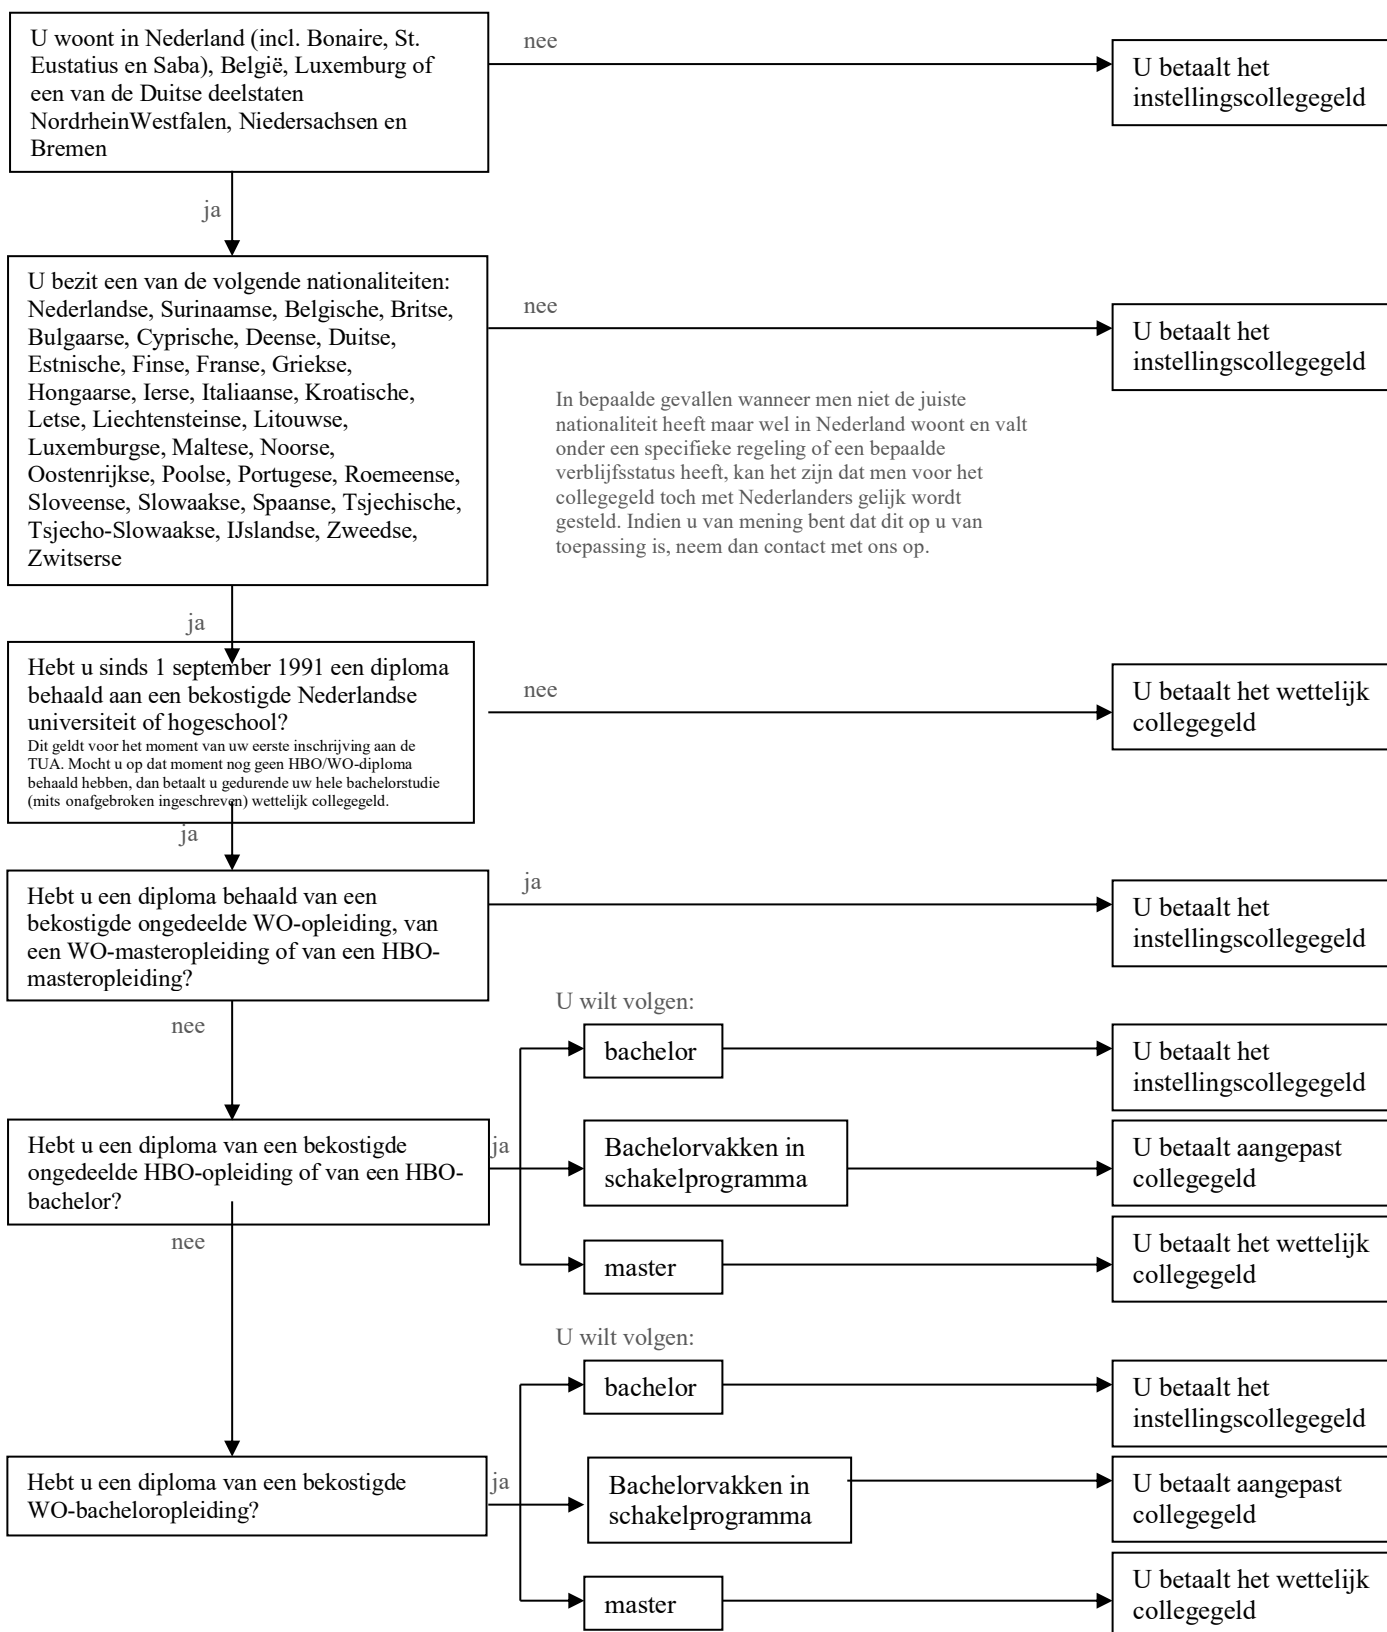 U woont in Nederland (incl. Bonaire, St.
Eustatius en Saba), België, Luxemburg of
een van de Duitse deelstaten
NordrheinWestfalen, Niedersachsen en
Bremen
nee
U betaalt het
instellingscollegegeld
ja
U bezit een van de volgende nationaliteiten:
Nederlandse, Surinaamse, Belgische, Britse,
Bulgaarse, Cyprische, Deense, Duitse,
Estnische, Finse, Franse, Griekse,
Hongaarse, Ierse, Italiaanse, Kroatische,
Letse, Liechtensteinse, Litouwse,
Luxemburgse, Maltese, Noorse,
Oostenrijkse, Poolse, Portugese, Roemeense,
Sloveense, Slowaakse, Spaanse, Tsjechische,
Tsjecho-Slowaakse, IJslandse, Zweedse,
Zwitserse
nee
U betaalt het
instellingscollegegeld
In bepaalde gevallen wanneer men niet de juiste
nationaliteit heeft maar wel in Nederland woont en valt
onder een specifieke regeling of een bepaalde
verblijfsstatus heeft, kan het zijn dat men voor het
collegegeld toch met Nederlanders gelijk wordt
gesteld. Indien u van mening bent dat dit op u van
toepassing is, neem dan contact met ons op.
ja
Hebt u sinds 1 september 1991 een diploma
behaald aan een bekostigde Nederlandse
universiteit of hogeschool?
Dit geldt voor het moment van uw eerste inschrijving aan de
TUA. Mocht u op dat moment nog geen HBO/WO-diploma
behaald hebben, dan betaalt u gedurende uw hele bachelorstudie
(mits onafgebroken ingeschreven) wettelijk collegegeld.
nee
U betaalt het wettelijk
collegegeld
ja
Hebt u een diploma behaald van een
bekostigde ongedeelde WO-opleiding, van
een WO-masteropleiding of van een HBO-
masteropleiding?
ja
U betaalt het
instellingscollegegeld
nee
U wilt volgen:
bachelor
U betaalt het
instellingscollegegeld
Hebt u een diploma van een bekostigde
ongedeelde HBO-opleiding of van een HBO-
bachelor?
ja
Bachelorvakken in
schakelprogramma
U betaalt aangepast
collegegeld
nee
master
U betaalt het wettelijk
collegegeld
U wilt volgen:
bachelor
U betaalt het
instellingscollegegeld
Hebt u een diploma van een bekostigde
WO-bacheloropleiding?
ja
Bachelorvakken in
schakelprogramma
U betaalt aangepast
collegegeld
master
U betaalt het wettelijk
collegegeld